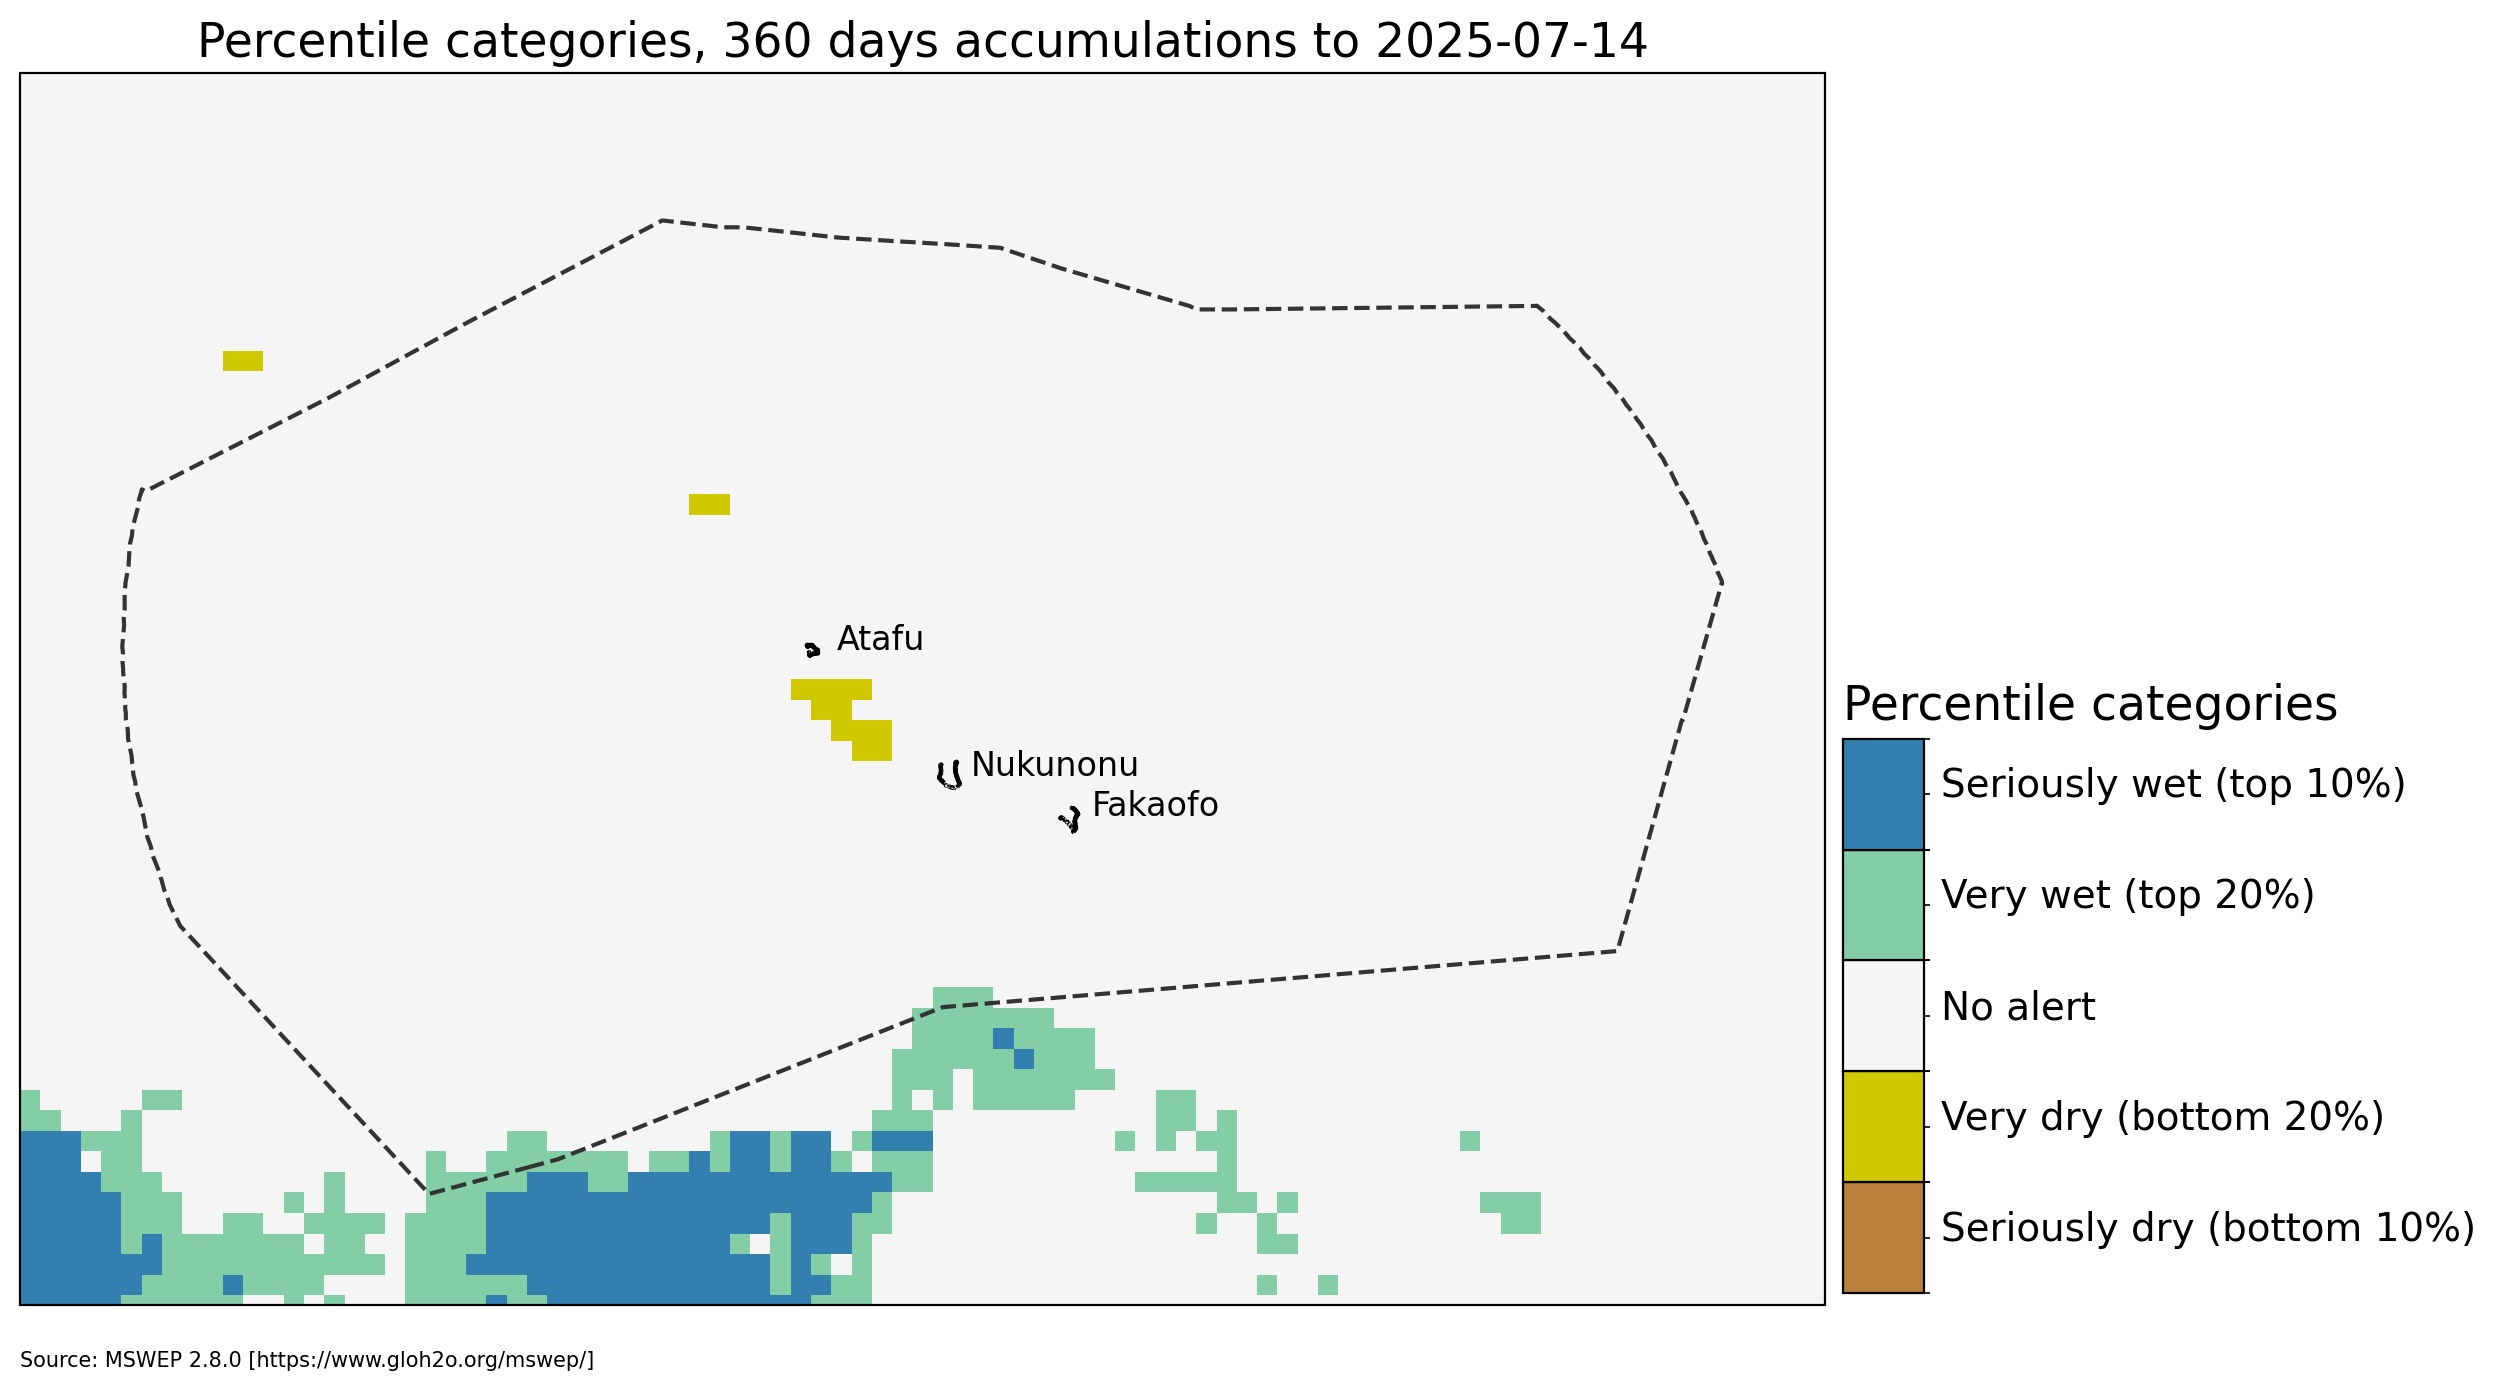 Percentile categories, 360 days accumulations to 2025-07-14
Atafu
Nukunonu
Fakaofo
Percentile categories
Seriously wet (top 10%)
Very wet (top 20%)
No alert
Very dry (bottom 20%)
Seriously dry (bottom 10%)
Source: MSWEP 2.8.0 [https://www.gloh2o.org/mswep/]